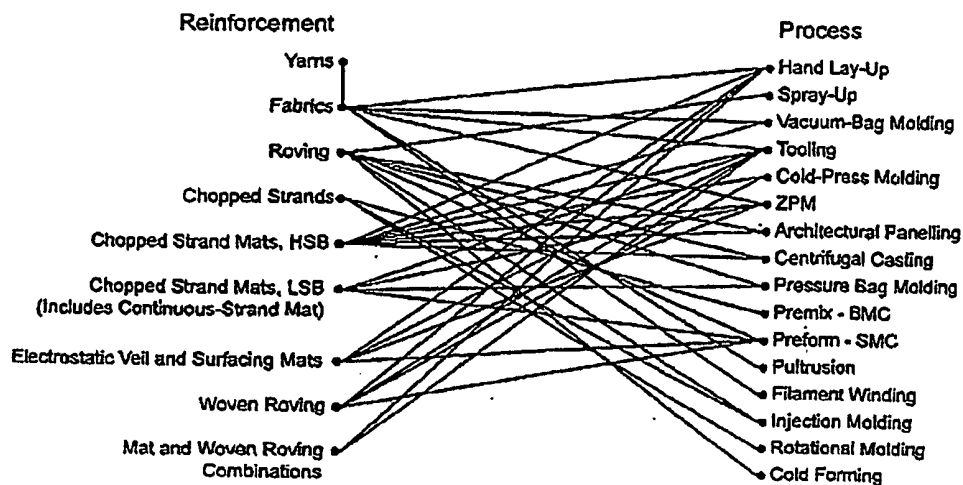 Reinforcement
Yarns
Fabrics
Roving
Chopped Strands
Chopped Strand Mats, HSB
Chopped Strand Mats, LSB
(Includes Continuous-Strand Mat)
Electrostatic Veil and Surfacing Mats
Woven Roving
Mat and Woven Roving
Combinations
Process
Hand Lay-Up
Spray-Up
Vacuum-Bag Molding
Tooling
Cold-Press Molding
ZPM
Architectural Panelling
Centrifugal Casting
Pressure Bag Molding
Premix - BMC
Preform - SMC
Pultrusion
Filament Winding
Injection Molding
Rotational Molding
Cold Forming